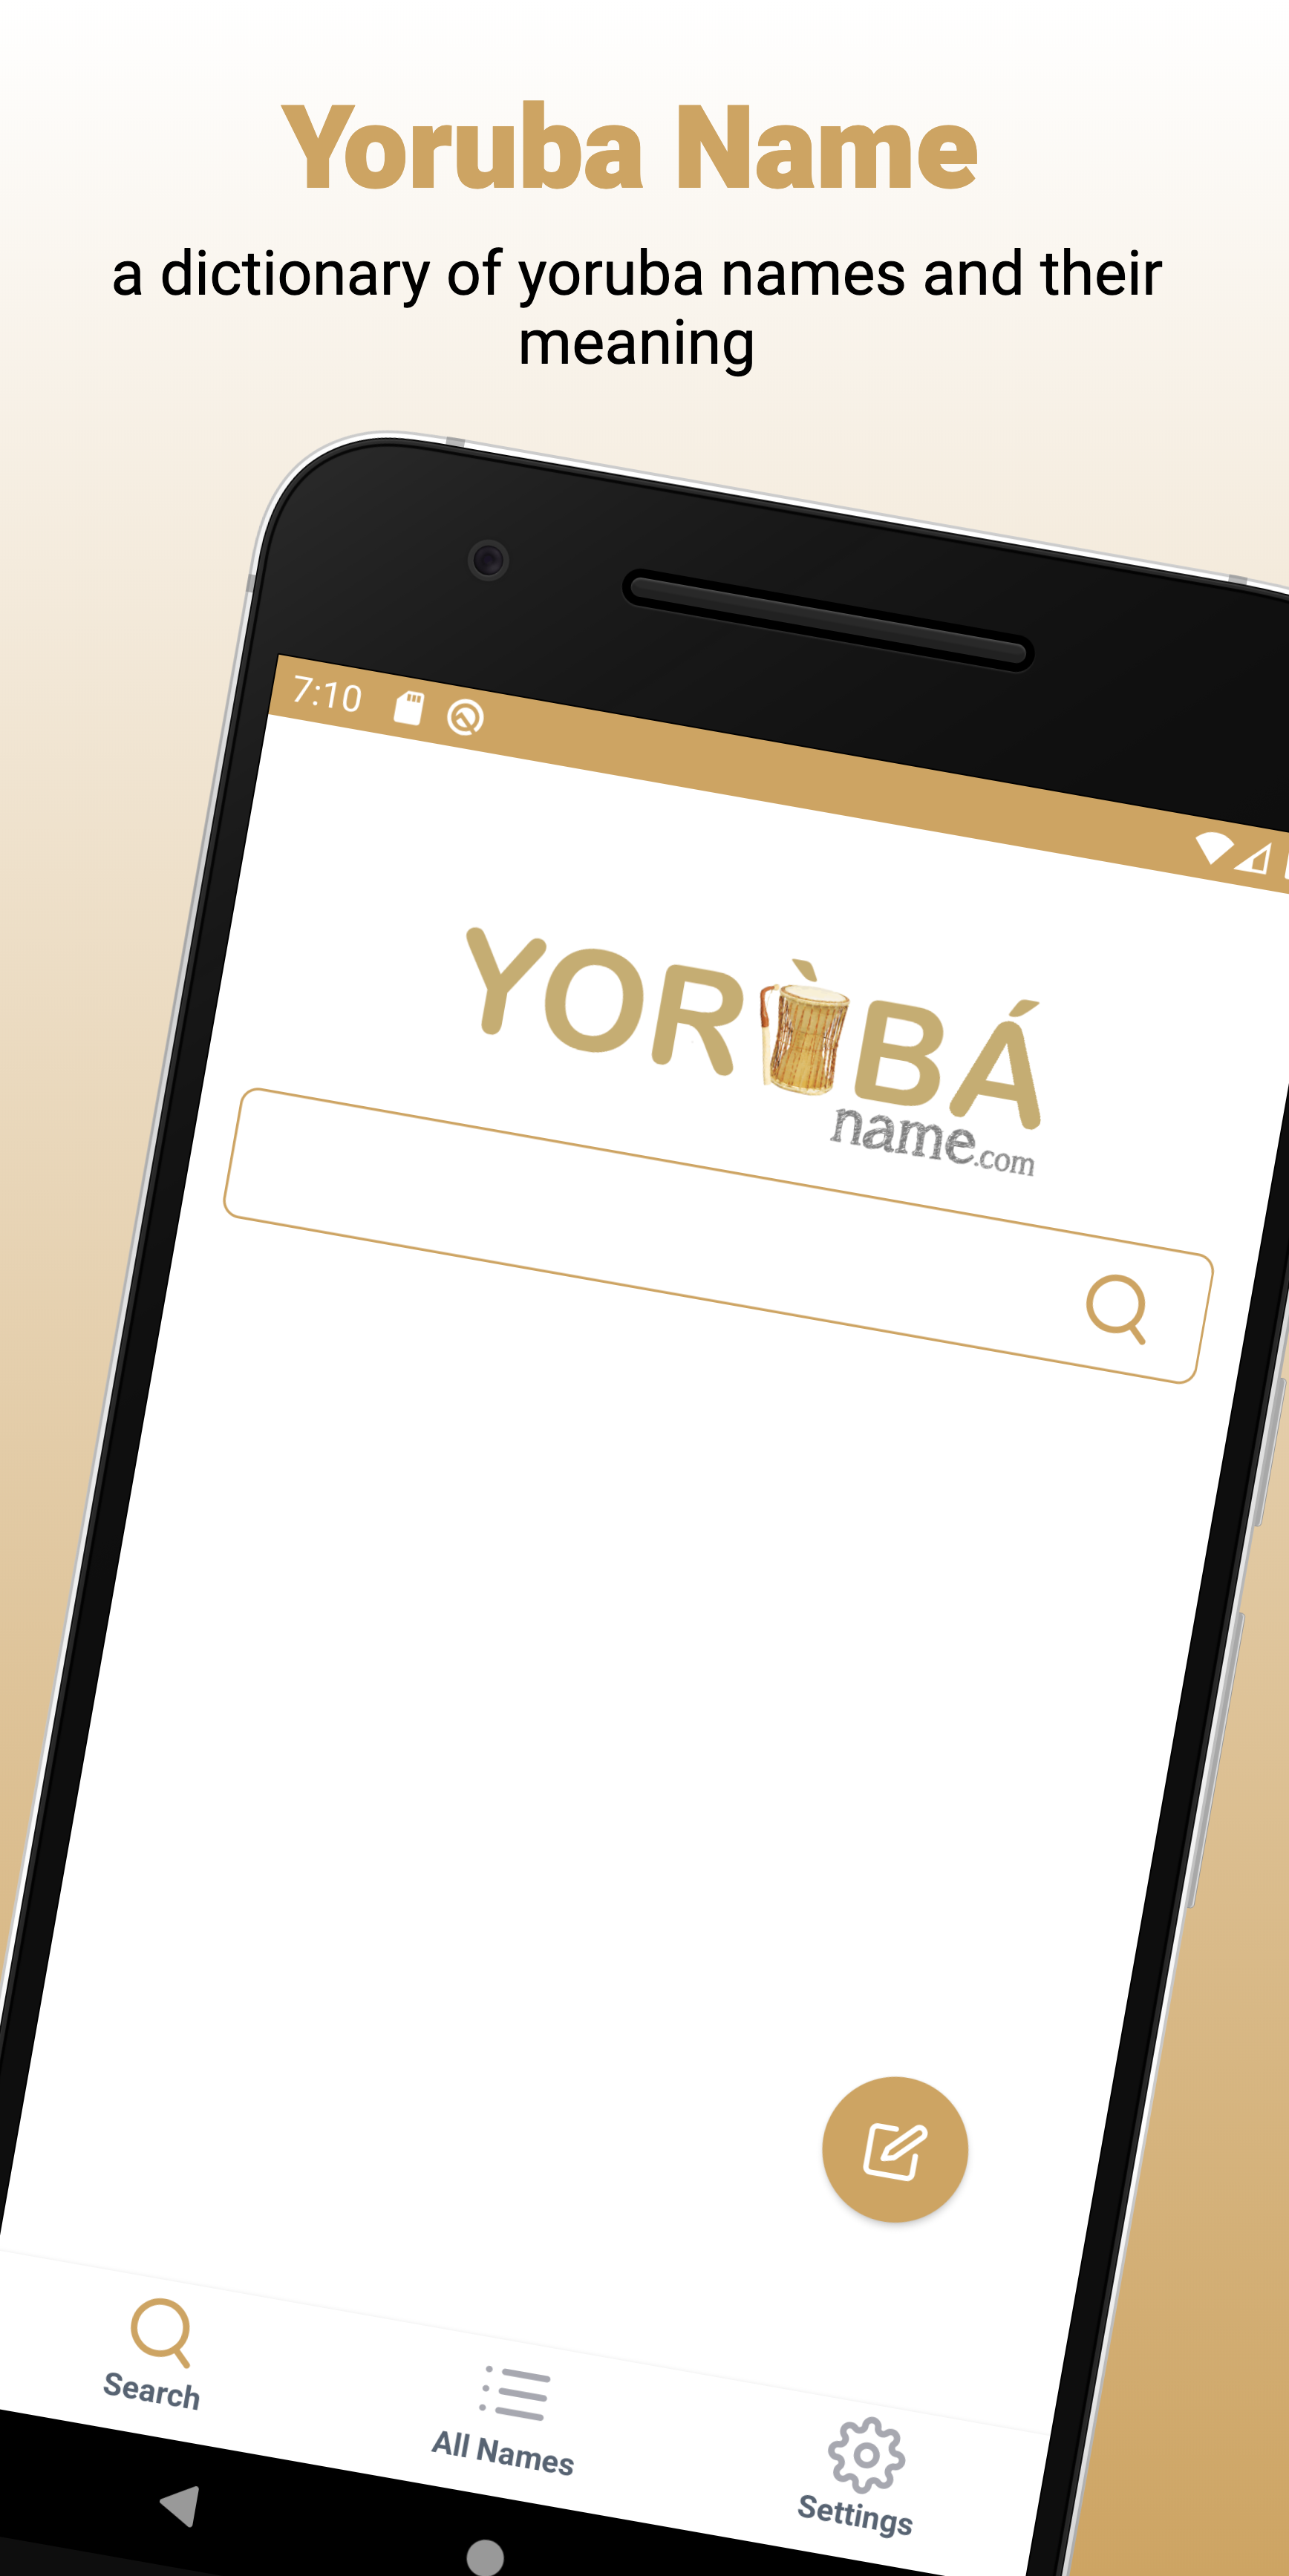 Yoruba Name
a dictionary of yoruba names and their
meaning
7:10
YORÙBÁ
name.com
Search
All Names
Settings